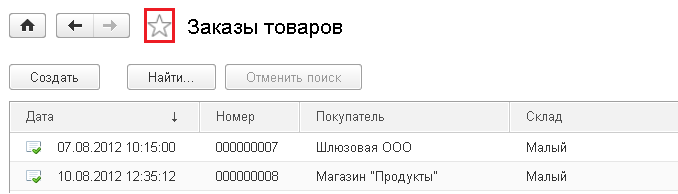 Заказы товаров
Создать Найти... Отменить поиск
Дата ↓ Номер Покупатель Склад
07.08.2012 10:15:00 000000007 Шлюзовая ООО Малый
10.08.2012 12:35:12 000000008 Магазин "Продукты" Малый